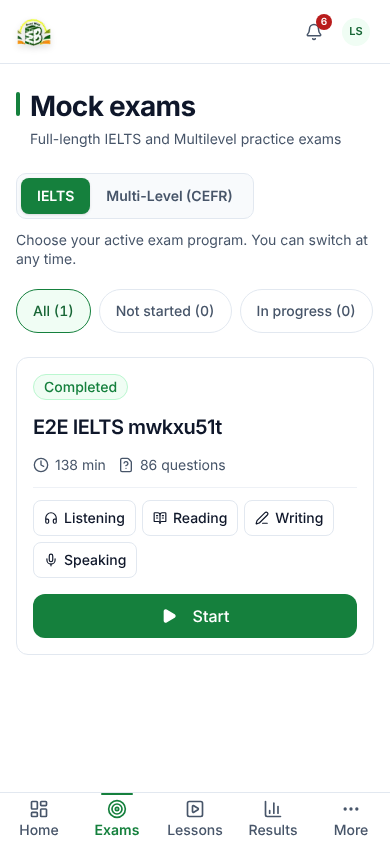 6
LS
Mock exams
Full-length IELTS and Multilevel practice exams
IELTS
Multi-Level (CEFR)
Choose your active exam program. You can switch at
any time.
All (1)
Not started (0)
In progress (0)
Completed
E2E IELTS mwkxu51t
138 min
86 questions
Listening
Reading
Writing
Speaking
Start
Home
Exams
Lessons
Results
More